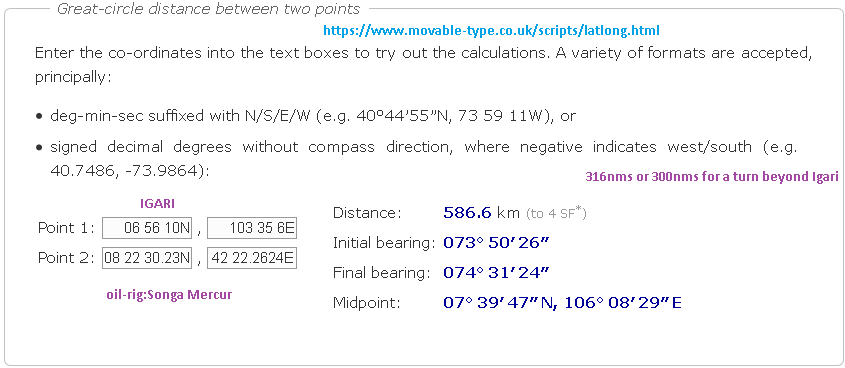 Great-circle distance between two points
https://www.movable-type.co.uk/scripts/latlong.html
Enter the co-ordinates into the text boxes to try out the calculations. A variety of formats are accepted,
principally:
• deg-min-sec suffixed with N/S/E/W (e.g. 40°44′55″N, 73 59 11W), or
• signed decimal degrees without compass direction, where negative indicates west/south (e.g.
40.7486, -73.9864):
316nms or 300nms for a turn beyond Igari
IGARI
Point 1: 06 56 10N , 103 35 6E
Point 2: 08 22 30.23N , 42 22.2624E
oil-rig:Songa Mercur
Distance: 586.6 km (to 4 SF*)
Initial bearing: 073° 50′ 26″
Final bearing: 074° 31′ 24″
Midpoint: 07° 39′ 47″ N, 106° 08′ 29″ E